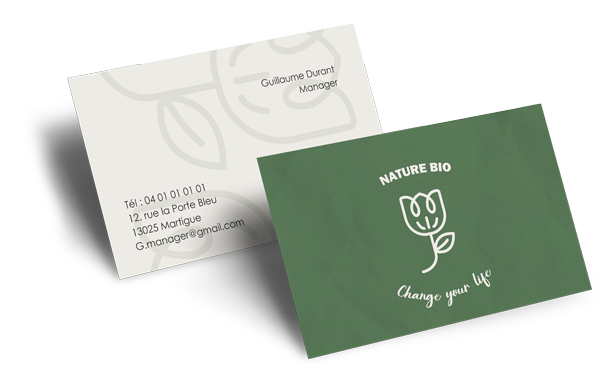 Guillaume Durant
Manager
Tél : 04 01 01 01 01
12, rue la Porte Bleu
13025 Martigue
G.manager@gmail.com
NATURE BIO
Change your life